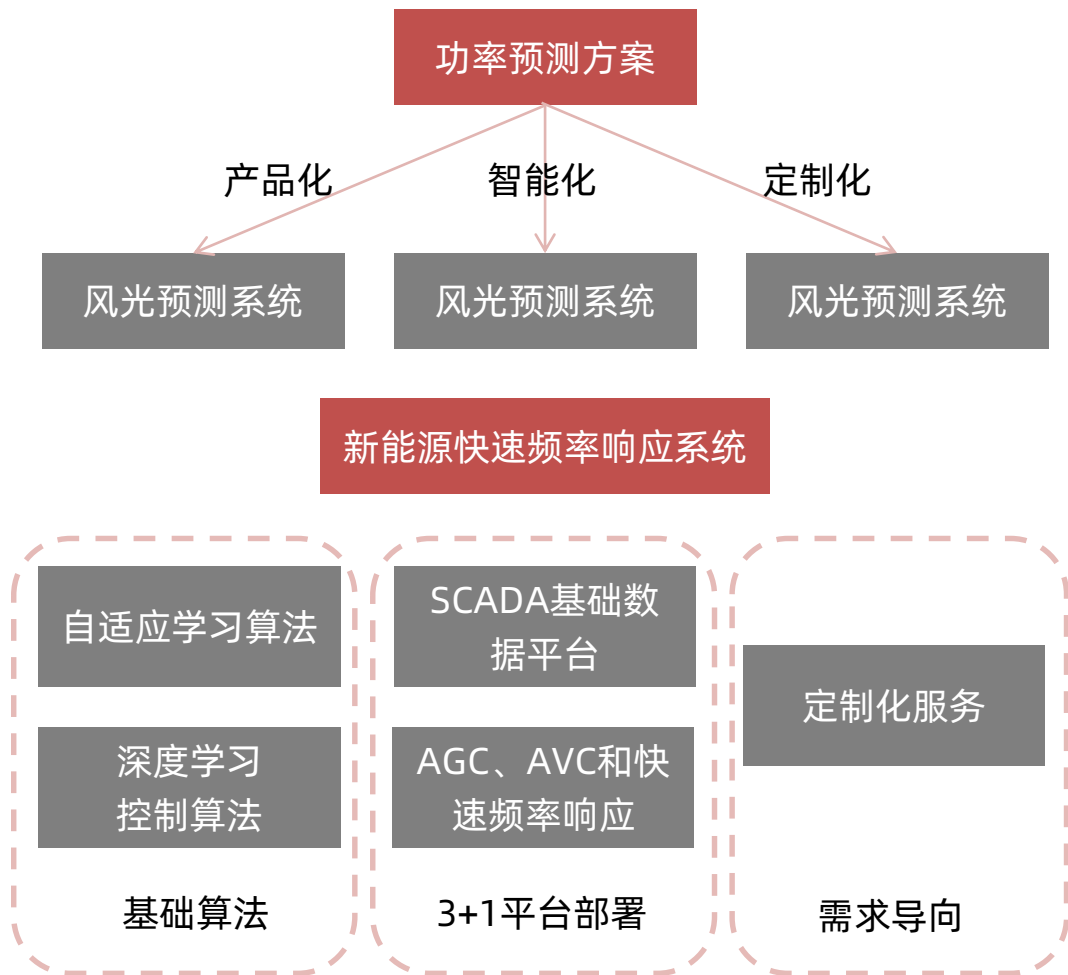 功率预测方案
产品化
智能化
定制化
风光预测系统
风光预测系统
风光预测系统
新能源快速频率响应系统
自适应学习算法
深度学习
控制算法
基础算法
SCADA基础数
据平台
AGC、AVC和快
速频率响应
3+1平台部署
定制化服务
需求导向